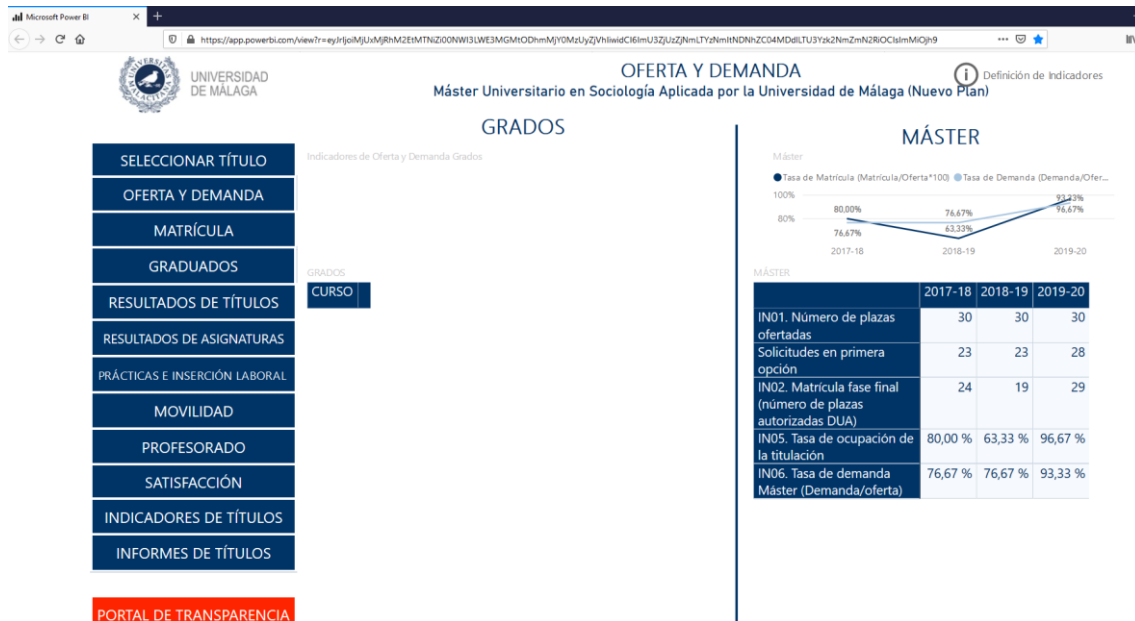 Microsoft Power BI
UNIVERSIDAD
DE MÁLAGA
OFERTA Y DEMANDA
Máster Universitario en Sociología Aplicada por la Universidad de Málaga (Nuevo Plan)
Definición de Indicadores
SELECCIONAR TÍTULO
OFERTA Y DEMANDA
MATRÍCULA
GRADUADOS
RESULTADOS DE TÍTULOS
RESULTADOS DE ASIGNATURAS
PRÁCTICAS E INSERCIÓN LABORAL
MOVILIDAD
PROFESORADO
SATISFACCIÓN
INDICADORES DE TÍTULOS
INFORMES DE TÍTULOS
PORTAL DE TRANSPARENCIA
GRADOS
Indicadores de Oferta y Demanda Grados
GRADOS
CURSO
MÁSTER
Máster
Tasa de Matrícula (Matrícula/Oferta*100) Tasa de Demanda (Demanda/Ofer...
100%
80%
80,00%
76,67%
76,67%
63,33%
93,33%
96,67%
2017-18 2018-19 2019-20
MÁSTER
2017-18 2018-19 2019-20
IN01. Número de plazas 30 30 30
ofertadas
Solicitudes en primera 23 23 28
opción
IN02. Matrícula fase final 24 19 29
(número de plazas
autorizadas DUA)
IN05. Tasa de ocupación de 80,00 % 63,33 % 96,67 %
la titulación
IN06. Tasa de demanda 76,67 % 76,67 % 93,33 %
Máster (Demanda/oferta)